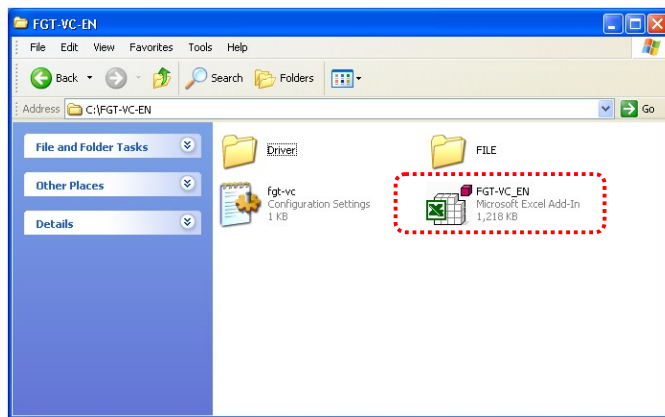 FGT-VC-EN
File Edit View Favorites Tools Help
Back Search Folders
Address C:\FGT-VC-EN Go
File and Folder Tasks
Other Places
Details
Driver
FILE
fgt-vc
Configuration Settings
1 KB
FGT-VC_EN
Microsoft Excel Add-In
1,218 KB